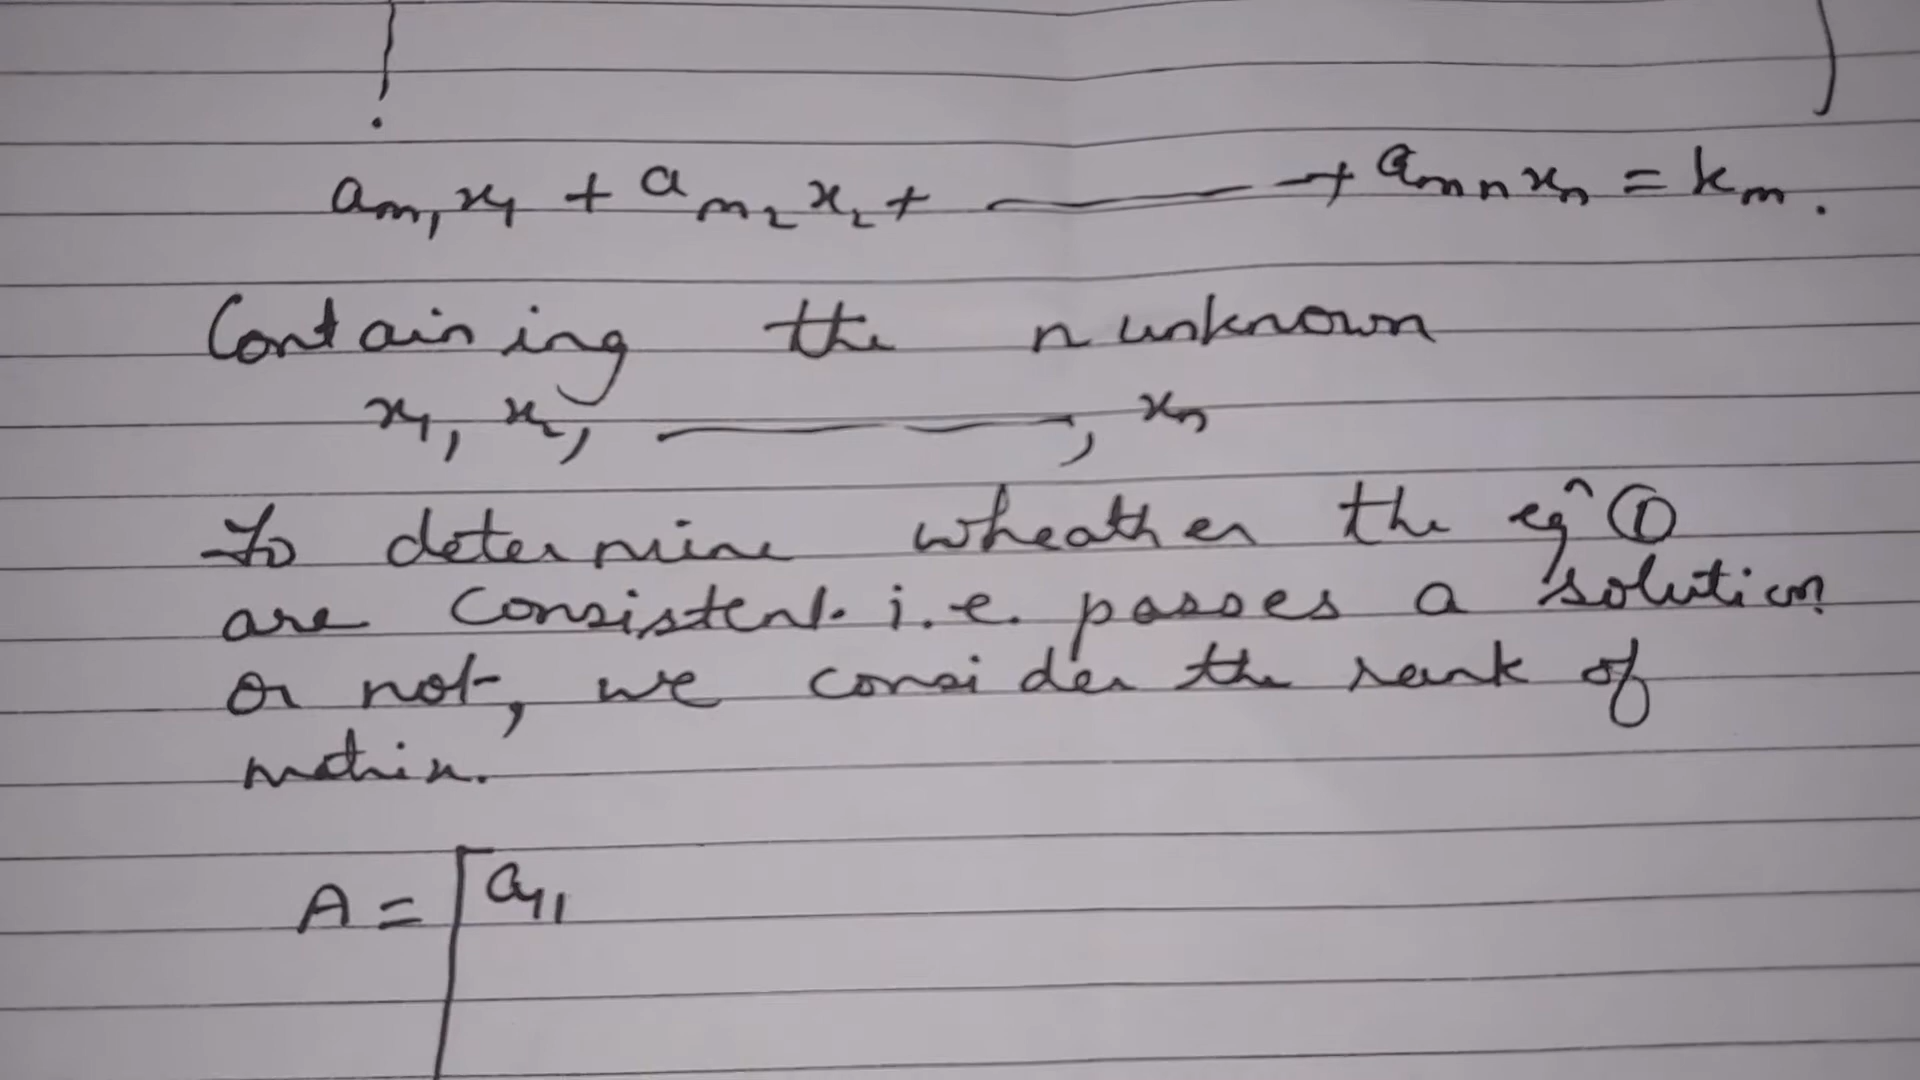 am1x1 + am2x2 + ——— + amnxn = km.
Containing the n unknown
x1, x2, ———, xn
To determine wheather the eqn ①
are consistent. i.e. posses a solution
or not, we consider the rank of
matrix.
A = [a11